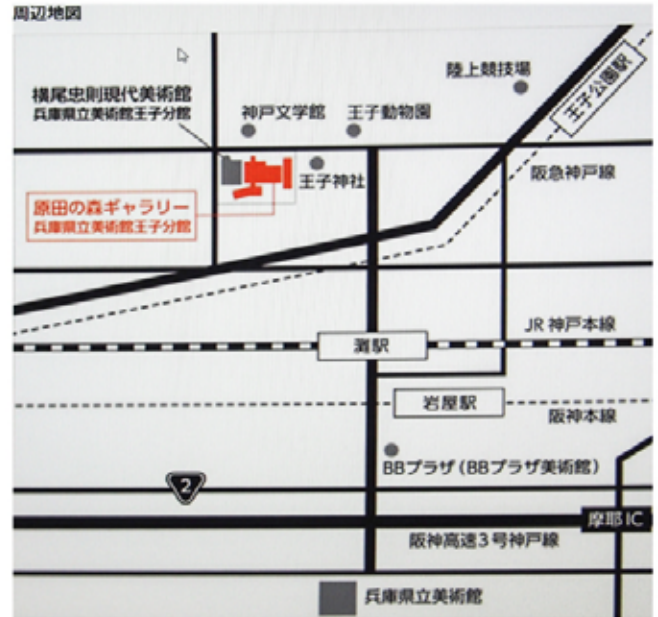 周辺地図
陸上競技場
王子公園駅
横尾忠則現代美術館
兵庫県立美術館王子分館
神戸文学館
王子動物園
阪急神戸線
王子神社
原田の森ギャラリー
兵庫県立美術館王子分館
JR 神戸本線
灘駅
岩屋駅
阪神本線
BBプラザ(BBプラザ美術館)
2
摩耶IC
阪神高速3号神戸線
兵庫県立美術館